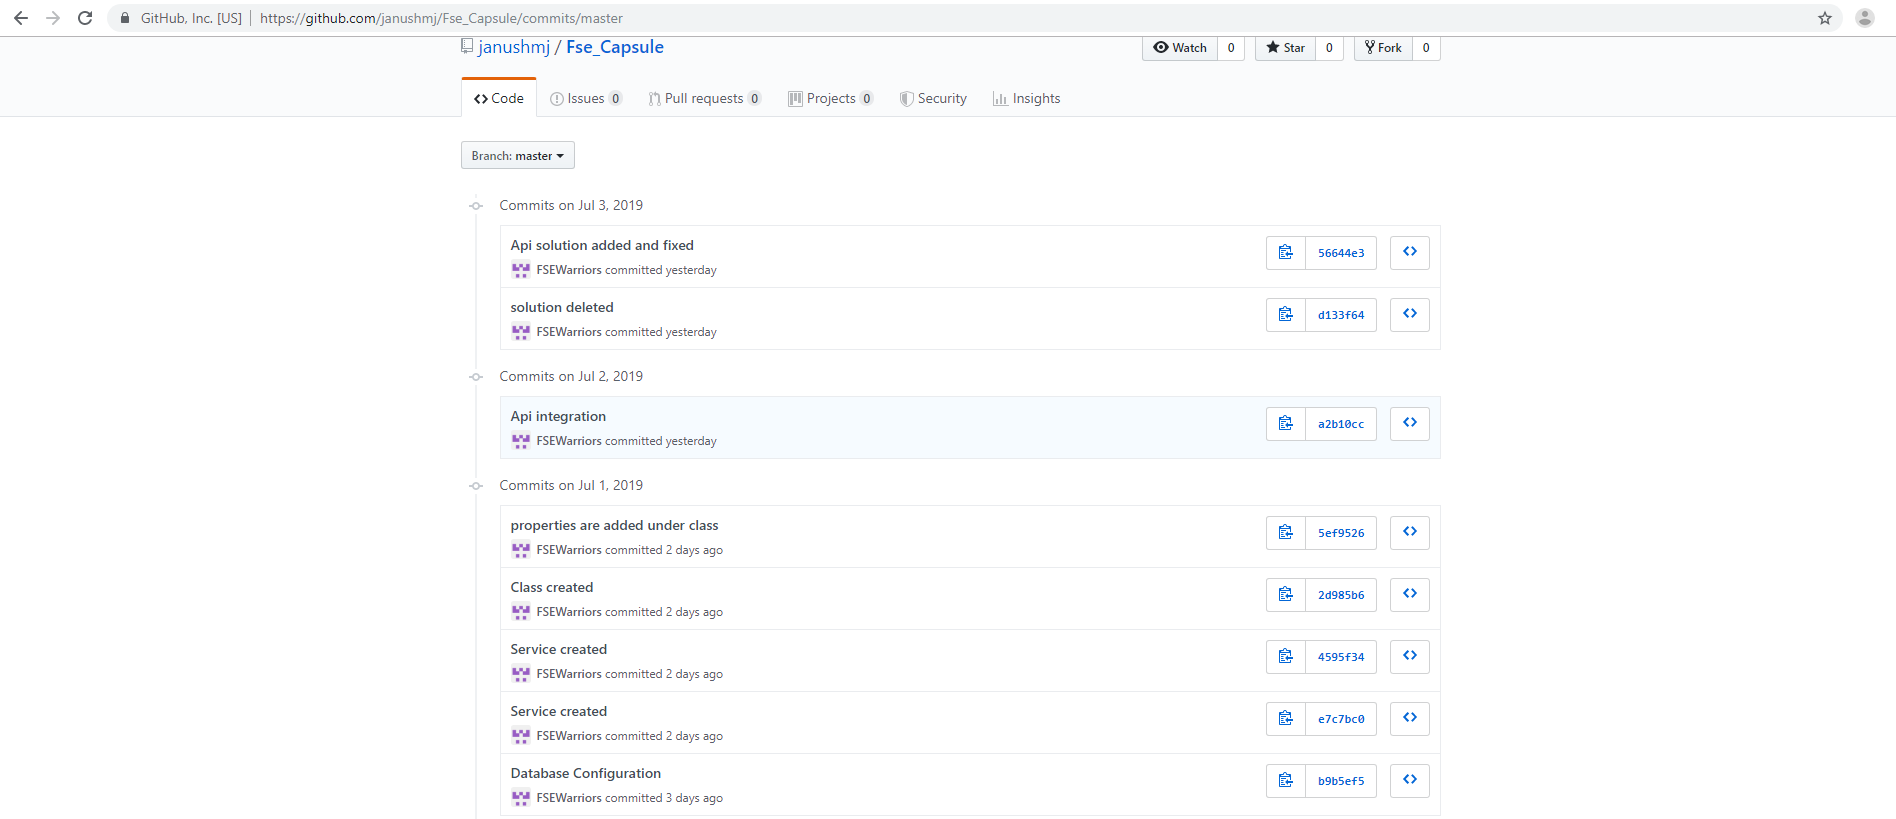 GitHub, Inc. [US] | https://github.com/janushmj/Fse_Capsule/commits/master
janushmj / Fse_Capsule
Watch 0 Star 0 Fork 0
Code Issues 0 Pull requests 0 Projects 0 Security Insights
Branch: master
Commits on Jul 3, 2019
Api solution added and fixed
FSEWarriors committed yesterday
56644e3
solution deleted
FSEWarriors committed yesterday
d133f64
Commits on Jul 2, 2019
Api integration
FSEWarriors committed yesterday
a2b10cc
Commits on Jul 1, 2019
properties are added under class
FSEWarriors committed 2 days ago
5ef9526
Class created
FSEWarriors committed 2 days ago
2d985b6
Service created
FSEWarriors committed 2 days ago
4595f34
Service created
FSEWarriors committed 2 days ago
e7c7bc0
Database Configuration
FSEWarriors committed 3 days ago
b9b5ef5